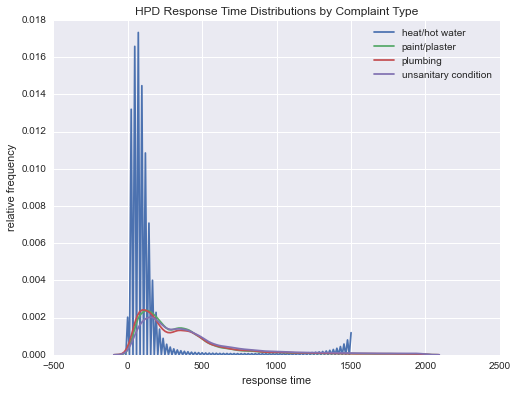 HPD Response Time Distributions by Complaint Type
0.018
0.016
0.014
0.012
0.010
0.008
0.006
0.004
0.002
0.000
relative frequency
heat/hot water
paint/plaster
plumbing
unsanitary condition
−500
0
500
1000
1500
2000
2500
response time